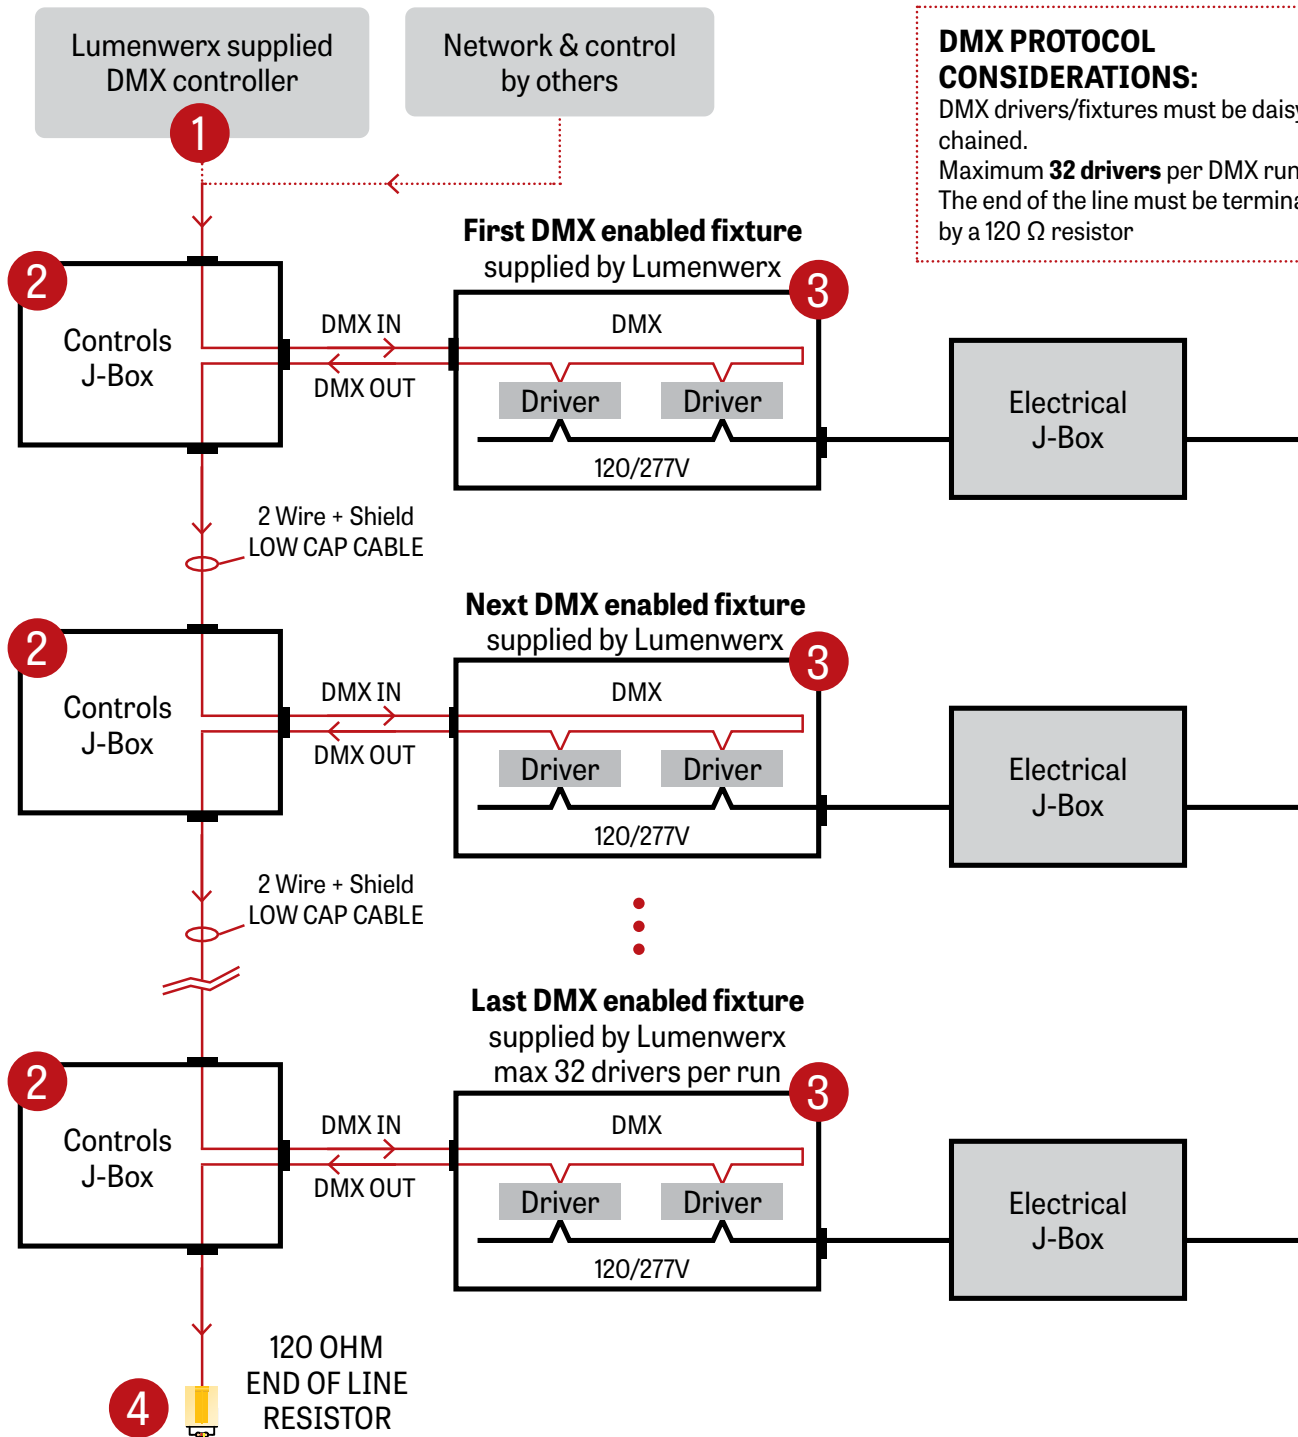 Lumenwerx supplied
DMX controller
Network & control
by others
DMX PROTOCOL
CONSIDERATIONS:
DMX drivers/fixtures must be daisy
chained.
Maximum 32 drivers per DMX run
The end of the line must be termina
by a 120 Ω resistor
1
First DMX enabled fixture
supplied by Lumenwerx
2
3
Controls
J-Box
DMX IN
DMX OUT
DMX
Driver
Driver
120/277V
Electrical
J-Box
2 Wire + Shield
LOW CAP CABLE
Next DMX enabled fixture
supplied by Lumenwerx
2
3
Controls
J-Box
DMX IN
DMX OUT
DMX
Driver
Driver
120/277V
Electrical
J-Box
2 Wire + Shield
LOW CAP CABLE
Last DMX enabled fixture
supplied by Lumenwerx
max 32 drivers per run
2
3
Controls
J-Box
DMX IN
DMX OUT
DMX
Driver
Driver
120/277V
Electrical
J-Box
4
120 OHM
END OF LINE
RESISTOR